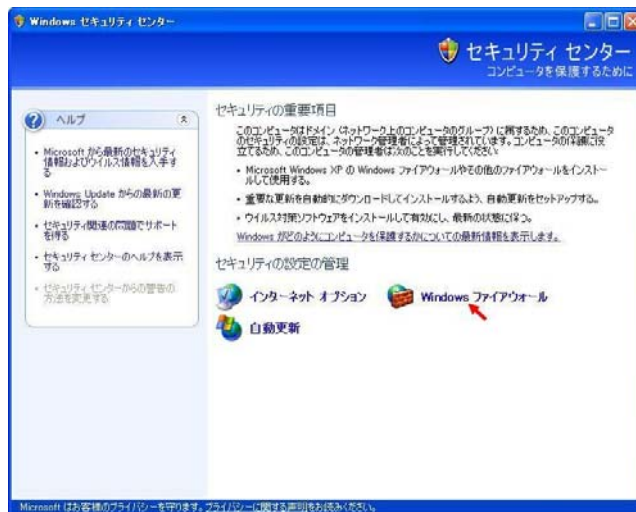 Windows セキュリティ センター
セキュリティ センター
コンピュータを保護するために
ヘルプ
• Microsoft から最新のセキュリティ
情報およびウイルス情報を入手す
る
• Windows Update からの最新の更
新を確認する
• セキュリティ関連の問題でサポート
を得る
• セキュリティ センターのヘルプを表示
する
• セキュリティ センターからの警告の
方法を変更する
セキュリティの重要項目
このコンピュータはドメイン (ネットワーク上のコンピュータのグループ) に属するため、このコンピュータ
のセキュリティの設定は、ネットワーク管理者によって管理されています。コンピュータの保護に役
立てるため、このコンピュータの管理者は次のことを実行してください:
• Microsoft Windows XP の Windows ファイアウォールやその他のファイアウォールをインストー
ルして使用する。
• 重要な更新を自動的にダウンロードしてインストールするよう、自動更新をセットアップする。
• ウイルス対策ソフトウェアをインストールして有効にし、最新の状態に保つ。
Windows がどのようにコンピュータを保護するかについての最新情報を表示します。
セキュリティの設定の管理
インターネット オプション
Windows ファイアウォール
自動更新
Microsoft はお客様のプライバシーを守ります。プライバシーに関する声明をお読みください。